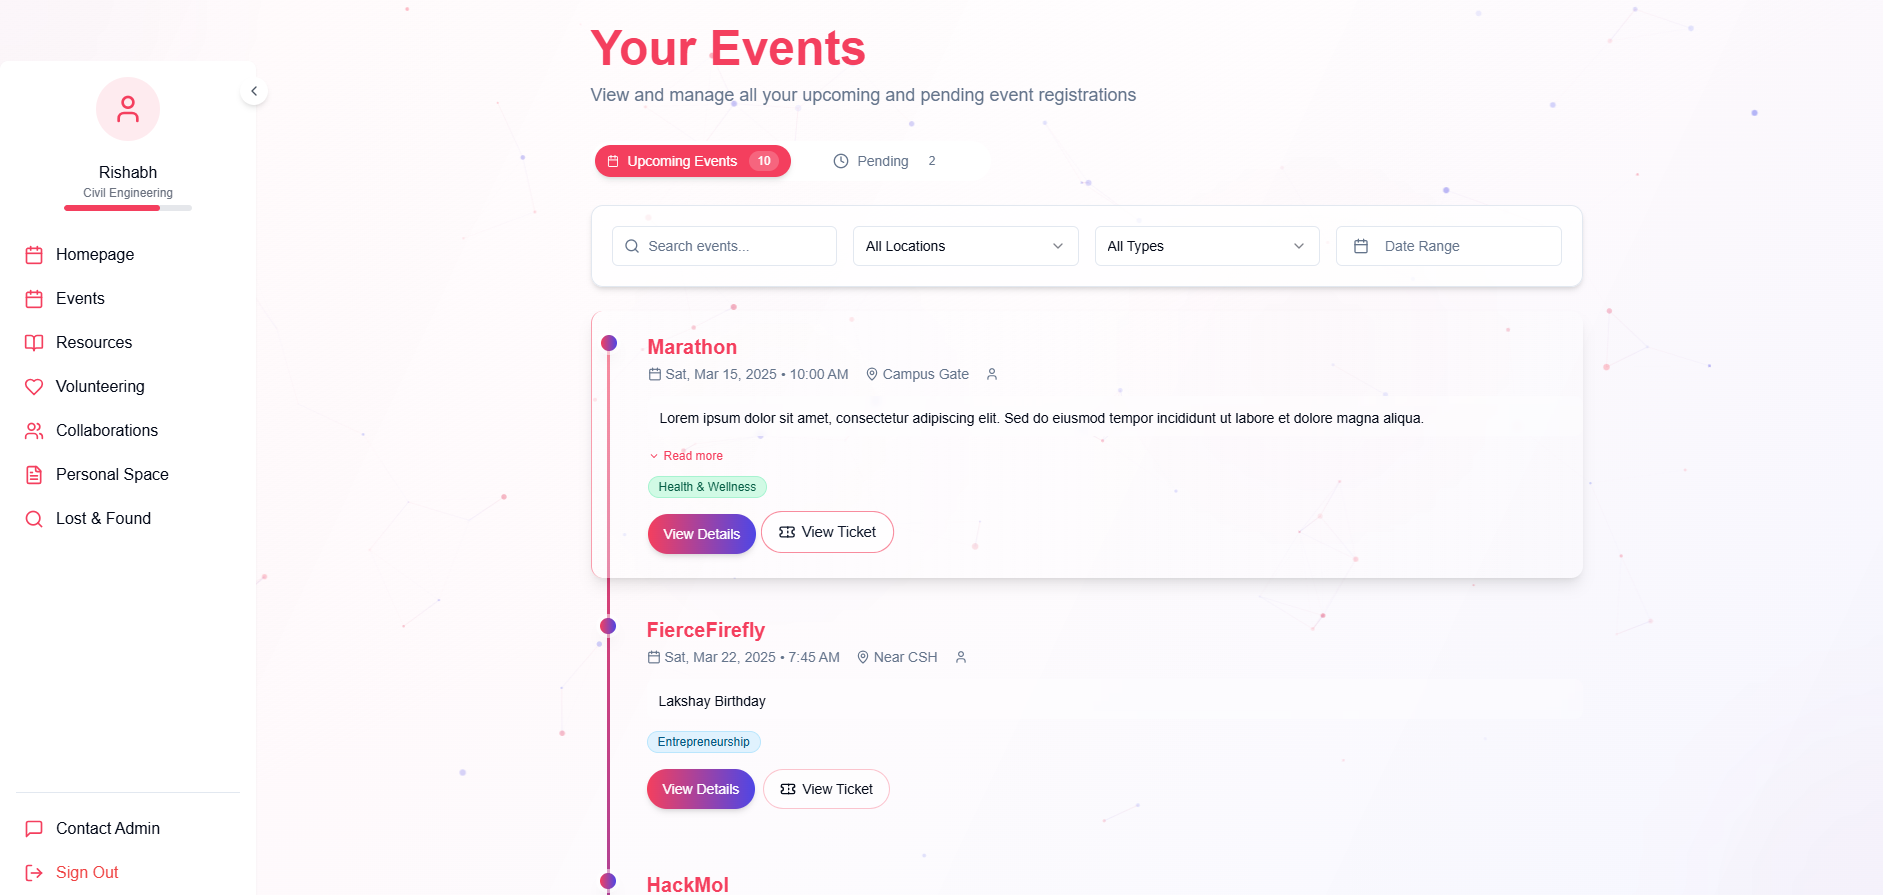 Your Events
View and manage all your upcoming and pending event registrations
Rishabh
Civil Engineering
Homepage
Events
Resources
Volunteering
Collaborations
Personal Space
Lost & Found
Contact Admin
Sign Out
Upcoming Events 10 Pending 2
Search events... All Locations All Types Date Range
Marathon
Sat, Mar 15, 2025 • 10:00 AM Campus Gate
Lorem ipsum dolor sit amet, consectetur adipiscing elit. Sed do eiusmod tempor incididunt ut labore et dolore magna aliqua.
Read more
Health & Wellness
View Details View Ticket
FierceFirefly
Sat, Mar 22, 2025 • 7:45 AM Near CSH
Lakshay Birthday
Entrepreneurship
View Details View Ticket
HackMol